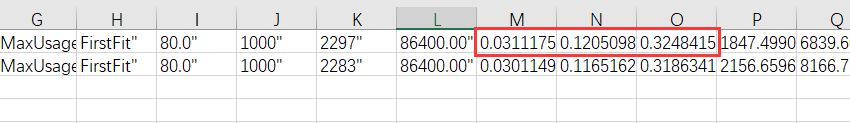 G H I J K L M N O P Q
MaxUsage FirstFit" 80.0" 1000" 2297" 86400.00" 0.0311175 0.1205098 0.3248415 1847.4990 6839.6
MaxUsage FirstFit" 80.0" 1000" 2283" 86400.00" 0.0301149 0.1165162 0.3186341 2156.6596 8166.7